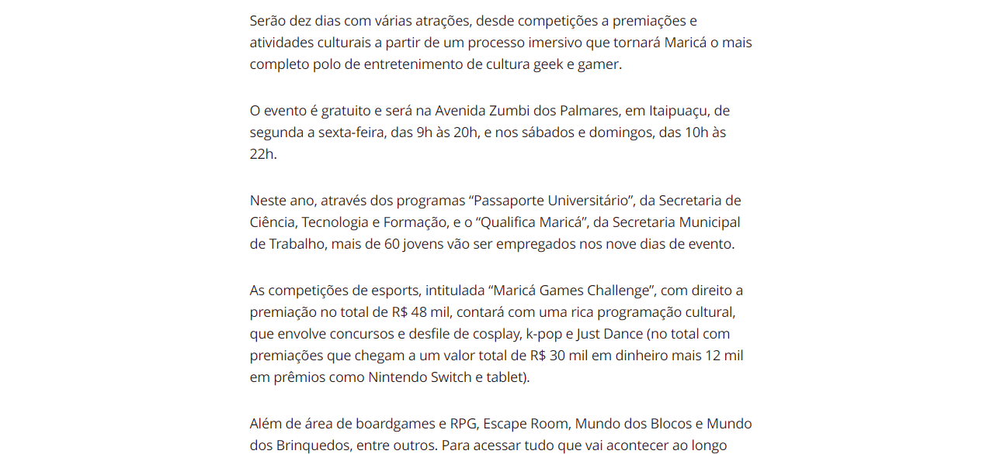 Serão dez dias com várias atrações, desde competições a premiações e
atividades culturais a partir de um processo imersivo que tornará Maricá o mais
completo polo de entretenimento de cultura geek e gamer.
O evento é gratuito e será na Avenida Zumbi dos Palmares, em Itaipuaçu, de
segunda a sexta-feira, das 9h às 20h, e nos sábados e domingos, das 10h às
22h.
Neste ano, através dos programas “Passaporte Universitário”, da Secretaria de
Ciência, Tecnologia e Formação, e o “Qualifica Maricá”, da Secretaria Municipal
de Trabalho, mais de 60 jovens vão ser empregados nos nove dias de evento.
As competições de esports, intitulada “Maricá Games Challenge”, com direito a
premiação no total de R$ 48 mil, contará com uma rica programação cultural,
que envolve concursos e desfile de cosplay, k-pop e Just Dance (no total com
premiações que chegam a um valor total de R$ 30 mil em dinheiro mais 12 mil
em prêmios como Nintendo Switch e tablet).
Além de área de boardgames e RPG, Escape Room, Mundo dos Blocos e Mundo
dos Brinquedos, entre outros. Para acessar tudo que vai acontecer ao longo